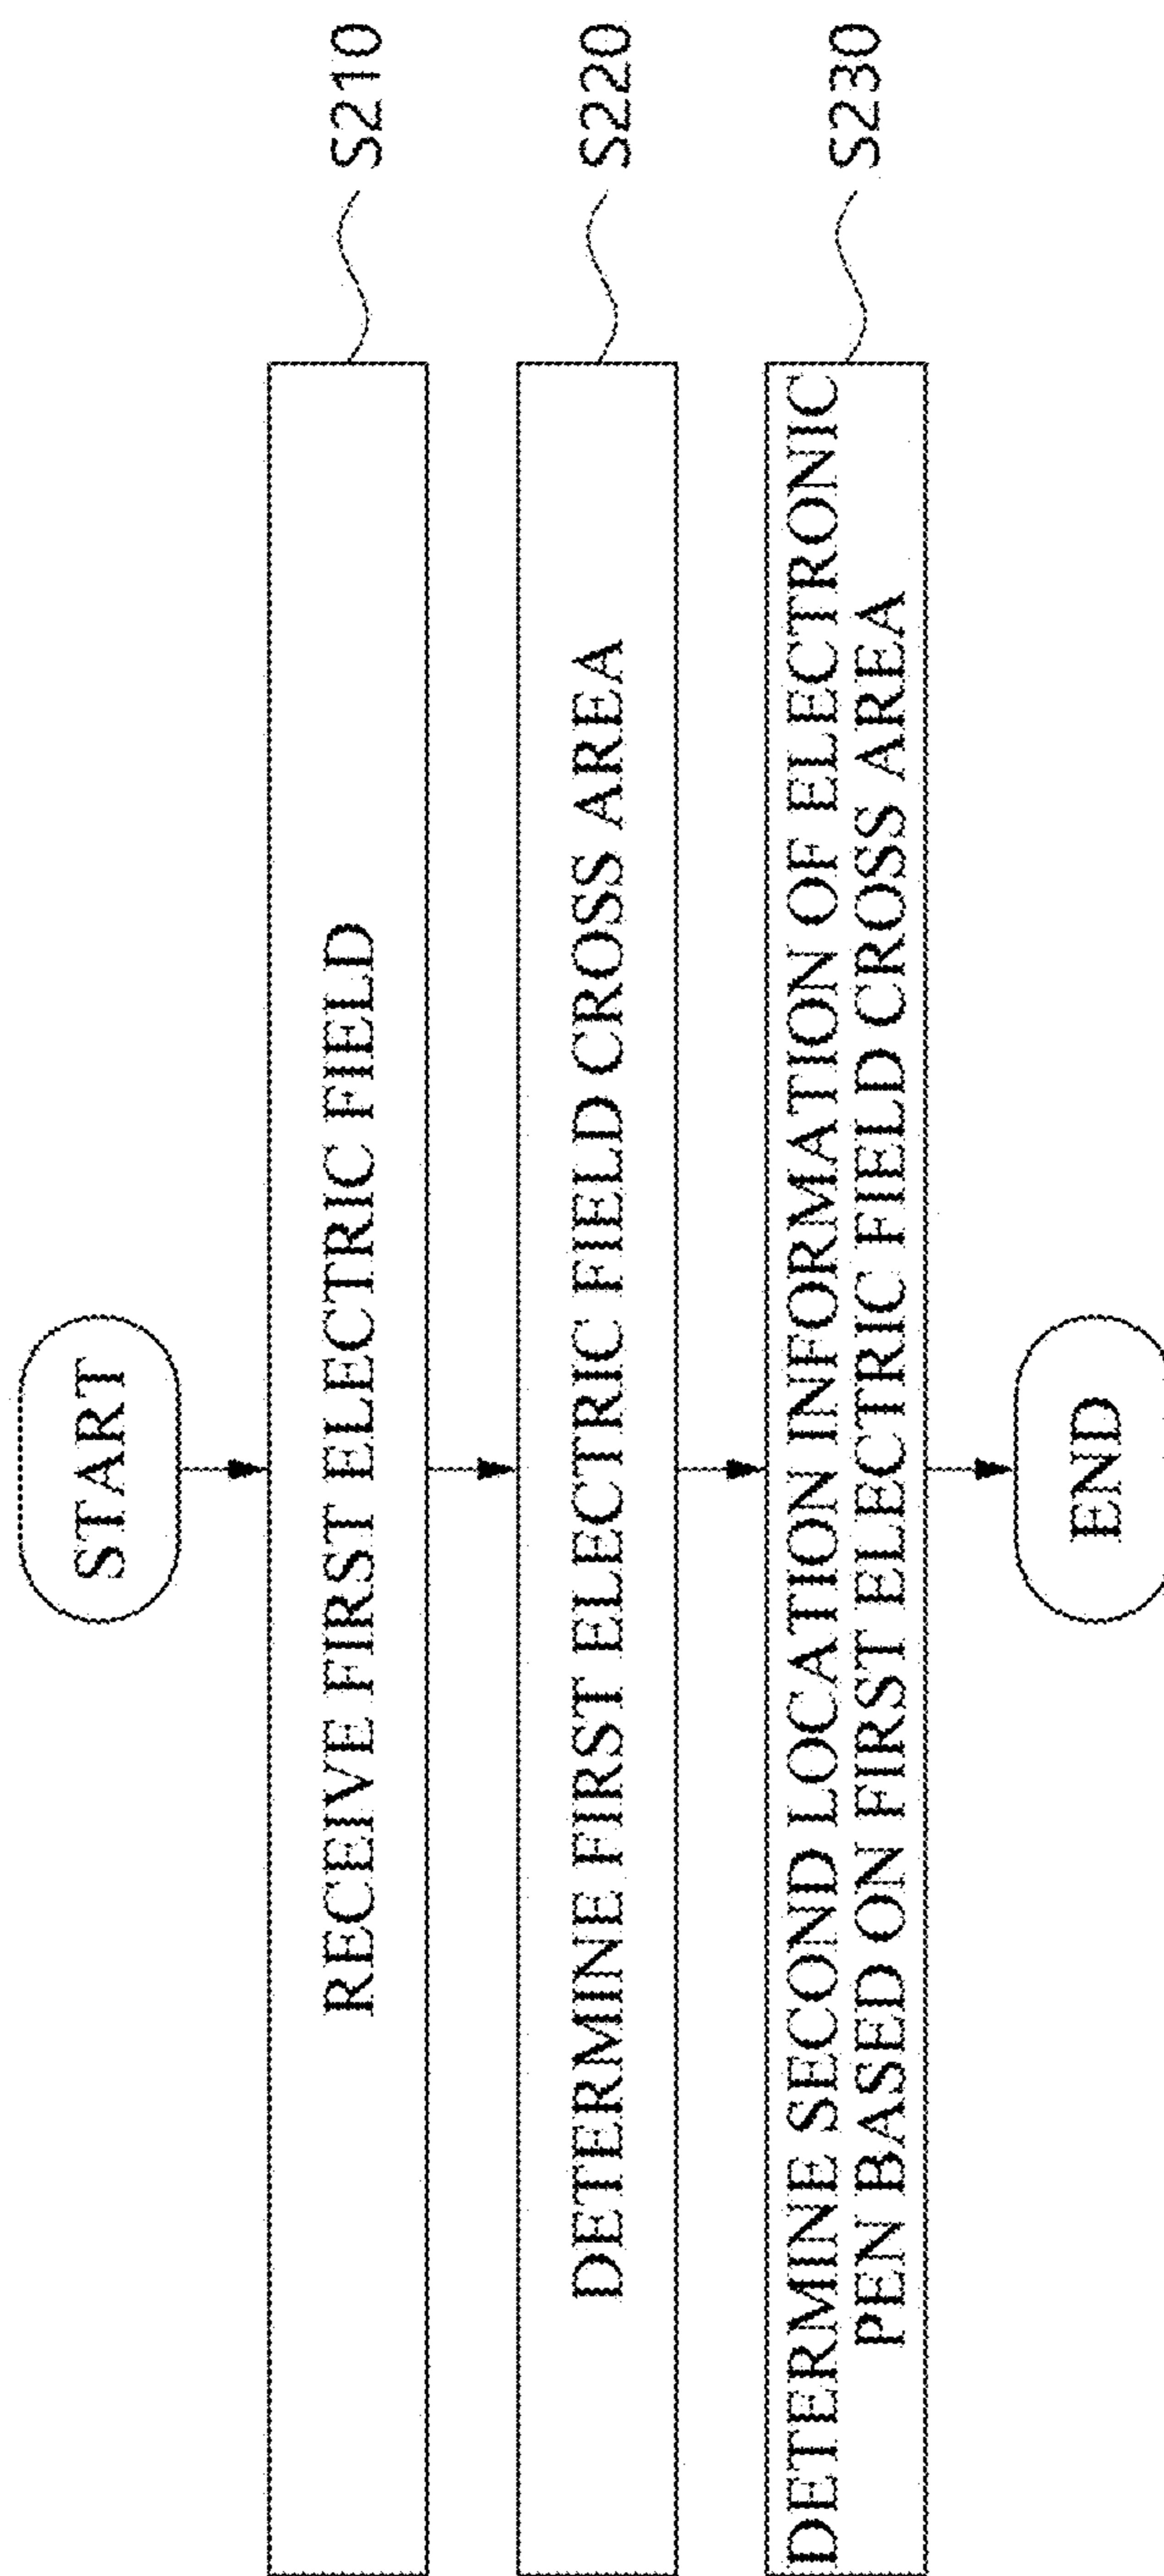 START
RECEIVE FIRST ELECTRIC FIELD
S210
DETERMINE FIRST ELECTRIC FIELD CROSS AREA
S220
DETERMINE SECOND LOCATION INFORMATION OF ELECTRONIC
PEN BASED ON FIRST ELECTRIC FIELD CROSS AREA
S230
END